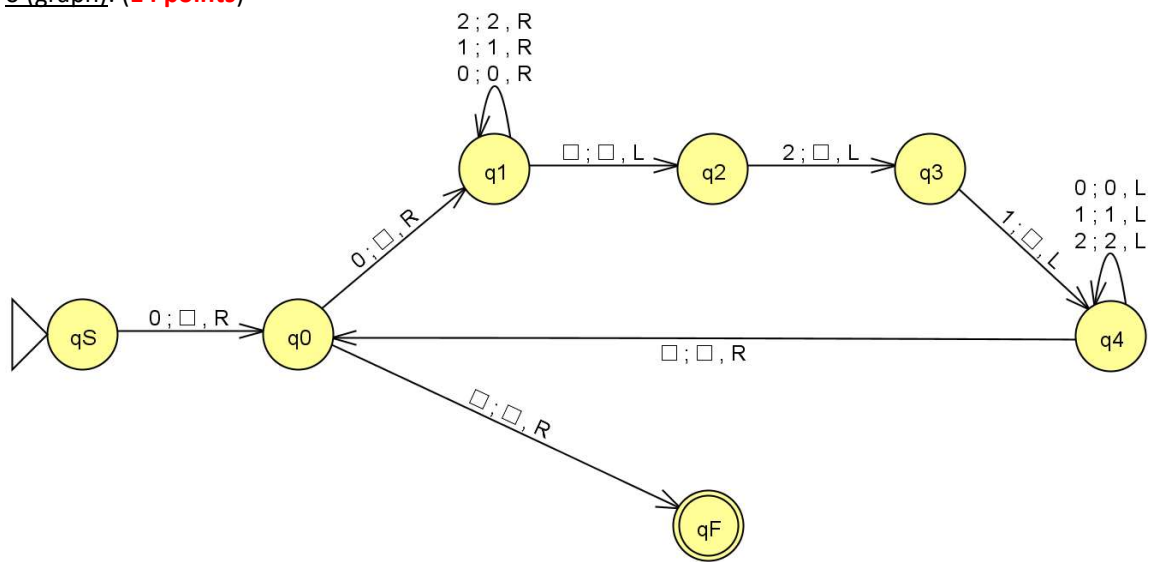 (graph). (14 points)
2 ; 2 , R
1 ; 1 , R
0 ; 0 , R
q1
□ ; □ , L
q2
2 ; □ , L
q3
0 ; 0 , L
1 ; 1 , L
2 ; 2 , L
0 ; □ , R
1 ; □ , L
qS
0 ; □ , R
q0
q4
□ ; □ , R
□ ; □ , R
qF